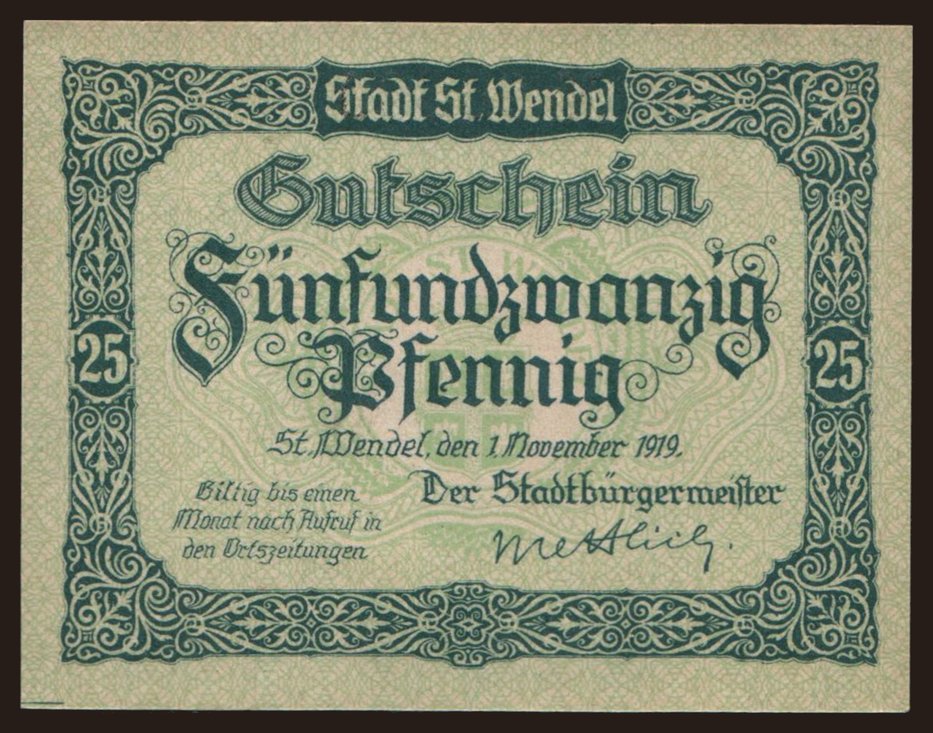 Stadt St. Wendel
Gutschein
Fünfundzwanzig
Pfennig
25
25
St. Wendel, den 1. November 1919.
Giltig bis einen
Monat nach Aufruf in
den Ortszeitungen
Der Stadtbürgermeister